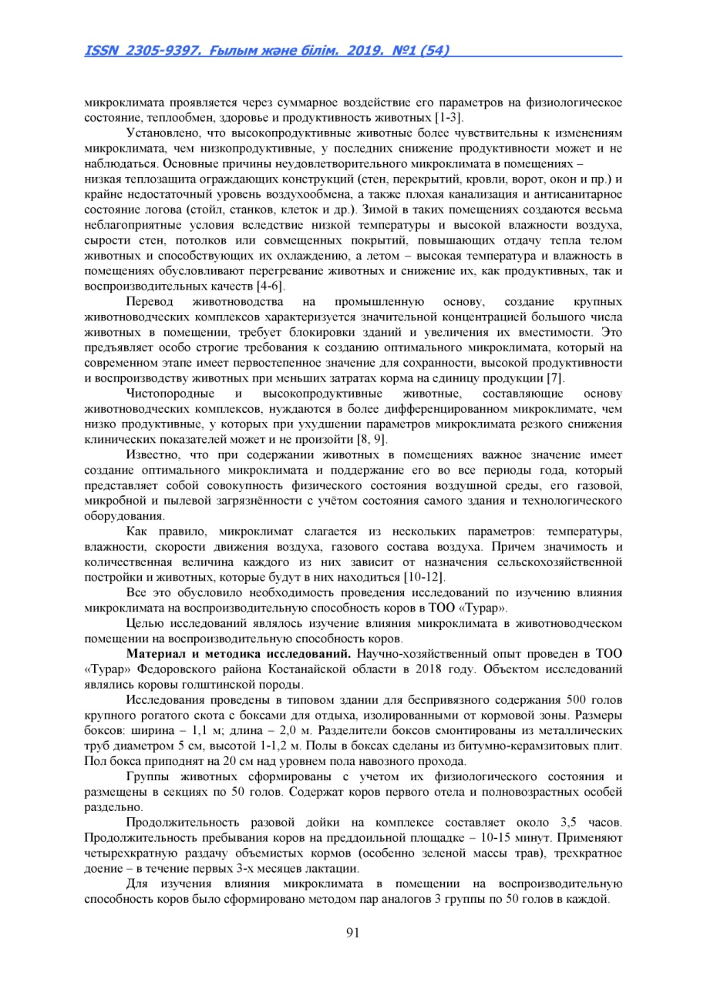 ISSN 2305-9397. Ғылым және білім. 2019. №1 (54)
микроклимата проявляется через суммарное воздействие его параметров на физиологическое
состояние, теплообмен, здоровье и продуктивность животных [1-3].
Установлено, что высокопродуктивные животные более чувствительны к изменениям
микроклимата, чем низкопродуктивные, у последних снижение продуктивности может и не
наблюдаться. Основные причины неудовлетворительного микроклимата в помещениях –
низкая теплозащита ограждающих конструкций (стен, перекрытий, кровли, ворот, окон и пр.) и
крайне недостаточный уровень воздухообмена, а также плохая канализация и антисанитарное
состояние логова (стойл, станков, клеток и др.). Зимой в таких помещениях создаются весьма
неблагоприятные условия вследствие низкой температуры и высокой влажности воздуха,
сырости стен, потолков или совмещенных покрытий, повышающих отдачу тепла телом
животных и способствующих их охлаждению, а летом – высокая температура и влажность в
помещениях обусловливают перегревание животных и снижение их, как продуктивных, так и
воспроизводительных качеств [4-6].
Перевод животноводства на промышленную основу, создание крупных
животноводческих комплексов характеризуется значительной концентрацией большого числа
животных в помещении, требует блокировки зданий и увеличения их вместимости. Это
предъявляет особо строгие требования к созданию оптимального микроклимата, который на
современном этапе имеет первостепенное значение для сохранности, высокой продуктивности
и воспроизводству животных при меньших затратах корма на единицу продукции [7].
Чистопородные и высокопродуктивные животные, составляющие основу
животноводческих комплексов, нуждаются в более дифференцированном микроклимате, чем
низко продуктивные, у которых при ухудшении параметров микроклимата резкого снижения
клинических показателей может и не произойти [8, 9].
Известно, что при содержании животных в помещениях важное значение имеет
создание оптимального микроклимата и поддержание его во все периоды года, который
представляет собой совокупность физического состояния воздушной среды, его газовой,
микробной и пылевой загрязнённости с учётом состояния самого здания и технологического
оборудования.
Как правило, микроклимат слагается из нескольких параметров: температуры,
влажности, скорости движения воздуха, газового состава воздуха. Причем значимость и
количественная величина каждого из них зависит от назначения сельскохозяйственной
постройки и животных, которые будут в них находиться [10-12].
Все это обусловило необходимость проведения исследований по изучению влияния
микроклимата на воспроизводительную способность коров в ТОО «Турар».
Целью исследований являлось изучение влияния микроклимата в животноводческом
помещении на воспроизводительную способность коров.
Материал и методика исследований. Научно-хозяйственный опыт проведен в ТОО
«Турар» Федоровского района Костанайской области в 2018 году. Объектом исследований
являлись коровы голштинской породы.
Исследования проведены в типовом здании для беспривязного содержания 500 голов
крупного рогатого скота с боксами для отдыха, изолированными от кормовой зоны. Размеры
боксов: ширина – 1,1 м; длина – 2,0 м. Разделители боксов смонтированы из металлических
труб диаметром 5 см, высотой 1-1,2 м. Полы в боксах сделаны из битумно-керамзитовых плит.
Пол бокса приподнят на 20 см над уровнем пола навозного прохода.
Группы животных сформированы с учетом их физиологического состояния и
размещены в секциях по 50 голов. Содержат коров первого отела и полновозрастных особей
раздельно.
Продолжительность разовой дойки на комплексе составляет около 3,5 часов.
Продолжительность пребывания коров на преддоильной площадке – 10-15 минут. Применяют
четырехкратную раздачу объемистых кормов (особенно зеленой массы трав), трехкратное
доение – в течение первых 3-х месяцев лактации.
Для изучения влияния микроклимата в помещении на воспроизводительную
способность коров было сформировано методом пар аналогов 3 группы по 50 голов в каждой.
91